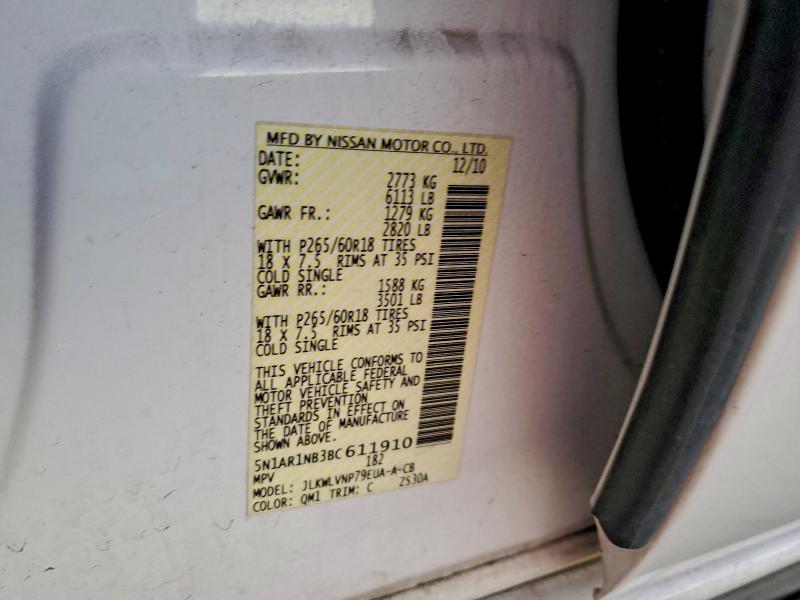 MFD BY NISSAN MOTOR CO., LTD.
DATE: 12/10
GVWR: 2773 KG
6113 LB
GAWR FR.: 1279 KG
2820 LB
WITH P265/60R18 TIRES
18 X 7.5 RIMS AT 35 PSI
COLD SINGLE
GAWR RR.: 1588 KG
3501 LB
WITH P265/60R18 TIRES
18 X 7.5 RIMS AT 35 PSI
COLD SINGLE
THIS VEHICLE CONFORMS TO
ALL APPLICABLE FEDERAL
MOTOR VEHICLE SAFETY AND
THEFT PREVENTION
STANDARDS IN EFFECT ON
THE DATE OF MANUFACTURE
SHOWN ABOVE.
5N1AR1NB3BC611910
MPV 182
MODEL: JLKWLVNP79EUA-A-CB
COLOR: QM1 TRIM: C ZS30A